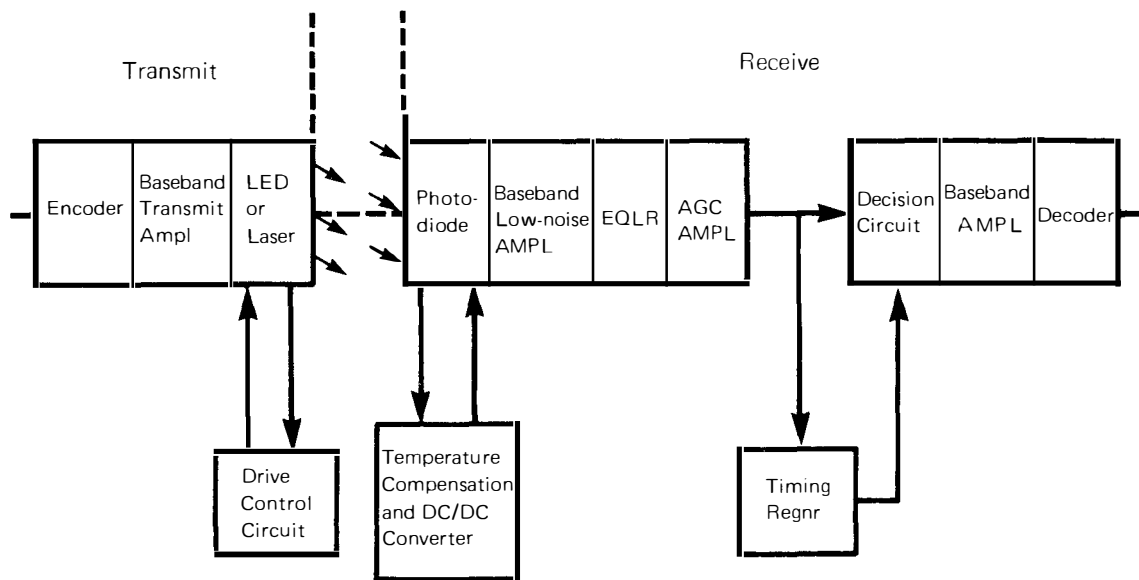 Transmit
Receive
Encoder
Baseband
Transmit
Ampl
LED
or
Laser
Photo-
diode
Baseband
Low-noise
AMPL
EQLR
AGC
AMPL
Decision
Circuit
Baseband
AMPL
Decoder
Drive
Control
Circuit
Temperature
Compensation
and DC/DC
Converter
Timing
Regnr